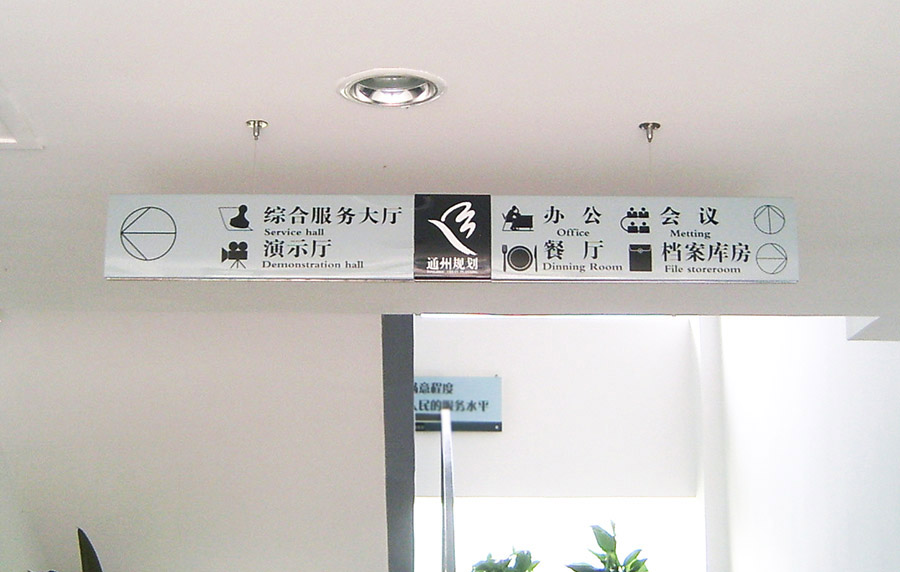 综合服务大厅
Service hall
演示厅
Demonstration hall
通州规划
办 公
Office
餐 厅
Dinning Room
会 议
Metting
档案库房
File storeroom
意程度
人民的服务水平